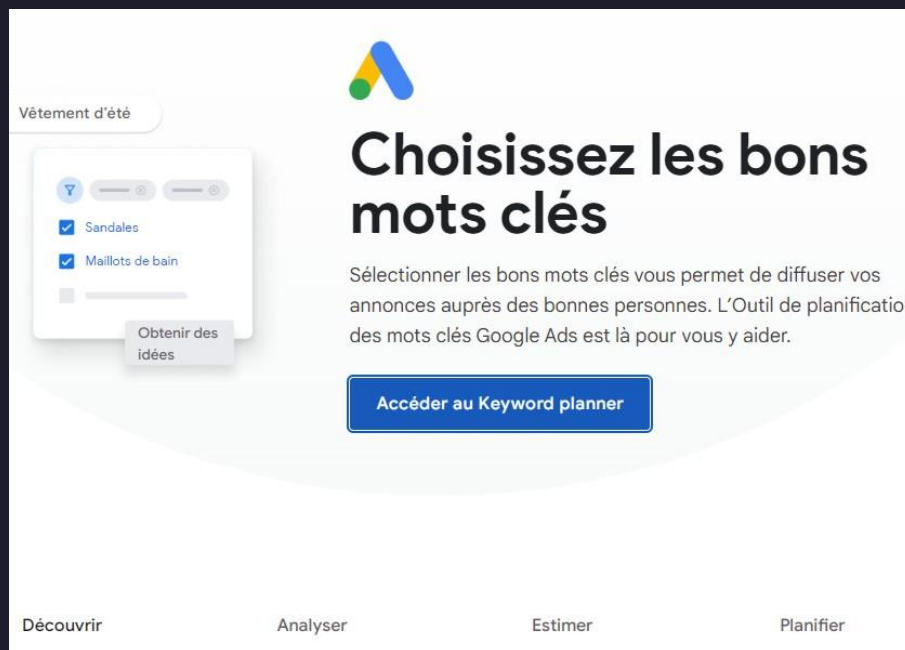 Vêtement d'été
Sandales
Maillots de bain
Obtenir des
idées
Choisissez les bons
mots clés
Sélectionner les bons mots clés vous permet de diffuser vos
annonces auprès des bonnes personnes. L'Outil de planificatio
des mots clés Google Ads est là pour vous y aider.
Accéder au Keyword planner
Découvrir Analyser Estimer Planifier